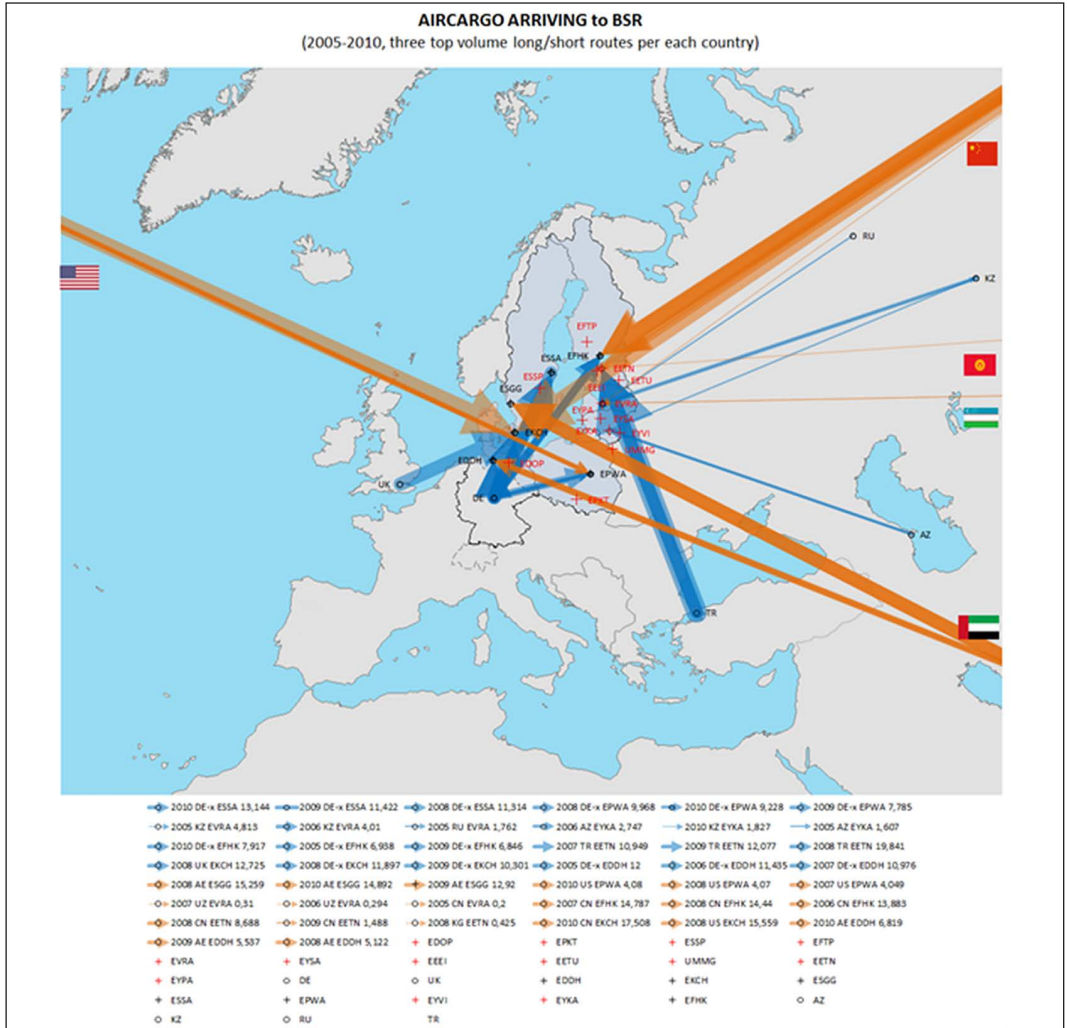 AIRCARGO ARRIVING to BSR
(2005-2010, three top volume long/short routes per each country)
RU
KZ
EFTP
ESSA
EFHK
EETN
EETU
ESSP
EEEI
ESGG
EVRA
EYPA
EYSA
EKCH
EYKA
EYVI
UMMG
EDDH
EDOP
EPWA
UK
DE
EPKT
AZ
TR
2010 DE-x ESSA 13,144 2009 DE-x ESSA 11,422 2008 DE-x ESSA 11,314 2008 DE-x EPWA 9,968 2010 DE-x EPWA 9,228 2009 DE-x EPWA 7,785
2005 KZ EVRA 4,813 2006 KZ EVRA 4,01 2005 RU EVRA 1,762 2006 AZ EYKA 2,747 2010 KZ EYKA 1,827 2005 AZ EYKA 1,607
2010 DE-x EFHK 7,917 2005 DE-x EFHK 6,938 2009 DE-x EFHK 6,846 2007 TR EETN 10,949 2009 TR EETN 12,077 2008 TR EETN 19,841
2008 UK EKCH 12,725 2008 DE-x EKCH 11,897 2009 DE-x EKCH 10,301 2005 DE-x EDDH 12 2006 DE-x EDDH 11,435 2007 DE-x EDDH 10,976
2008 AE ESGG 15,259 2010 AE ESGG 14,892 2009 AE ESGG 12,92 2010 US EPWA 4,08 2008 US EPWA 4,07 2007 US EPWA 4,049
2007 UZ EVRA 0,31 2006 UZ EVRA 0,294 2005 CN EVRA 0,2 2007 CN EFHK 14,787 2008 CN EFHK 14,44 2006 CN EFHK 13,883
2008 CN EETN 8,688 2009 CN EETN 1,488 2008 KG EETN 0,425 2010 CN EKCH 17,508 2008 US EKCH 15,559 2010 AE EDDH 6,819
2009 AE EDDH 5,537 2008 AE EDDH 5,122 EDOP EPKT ESSP EFTP
EVRA EYSA EEEI EETU UMMG EETN
EYPA DE UK EDDH EKCH ESGG
ESSA EPWA EYVI EYKA EFHK AZ
KZ RU TR